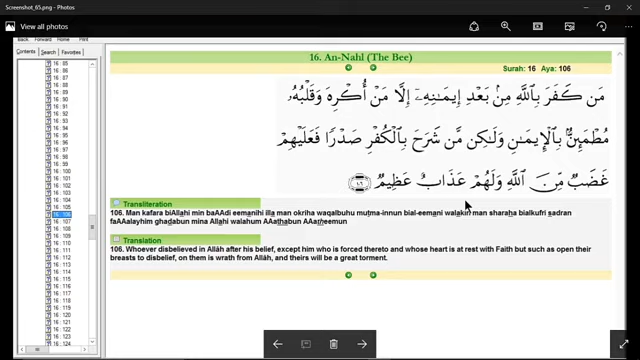 Screenshot_65.png - Photos
View all photos
Back Forward Home Print
Contents Search Favorites
16 : 85
16 : 86
16 : 87
16 : 88
16 : 89
16 : 90
16 : 91
16 : 92
16 : 93
16 : 94
16 : 95
16 : 96
16 : 97
16 : 98
16 : 99
16 : 100
16 : 101
16 : 102
16 : 103
16 : 104
16 : 105
16 : 106
16 : 107
16 : 108
16 : 109
16 : 110
16 : 111
16 : 112
16 : 113
16 : 114
16 : 115
16 : 116
16 : 117
16 : 118
16 : 119
16 : 120
16 : 121
16 : 122
16 : 123
16 : 124
16. An-Nahl (The Bee)
Surah: 16 Aya: 106
مَن كَفَرَ بِٱللَّهِ مِنۢ بَعْدِ إِيمَـٰنِهِۦٓ إِلَّا مَنْ أُكْرِهَ وَقَلْبُهُۥ
مُطْمَئِنٌّۢ بِٱلْإِيمَـٰنِ وَلَـٰكِن مَّن شَرَحَ بِٱلْكُفْرِ صَدْرًا فَعَلَيْهِمْ
غَضَبٌ مِّنَ ٱللَّهِ وَلَهُمْ عَذَابٌ عَظِيمٌ ١٠٦
Transliteration
106. Man kafara biAllahi min baAAdi eemanihi illa man okriha waqalbuhu mutma-innun bial-eemani walakin man sharaha bialkufri sadran
faAAalayhim ghadabun mina Allahi walahum AAathabun AAatheemun
Translation
106. Whoever disbelieved in Allâh after his belief, except him who is forced thereto and whose heart is at rest with Faith but such as open their
breasts to disbelief, on them is wrath from Allâh, and theirs will be a great torment.